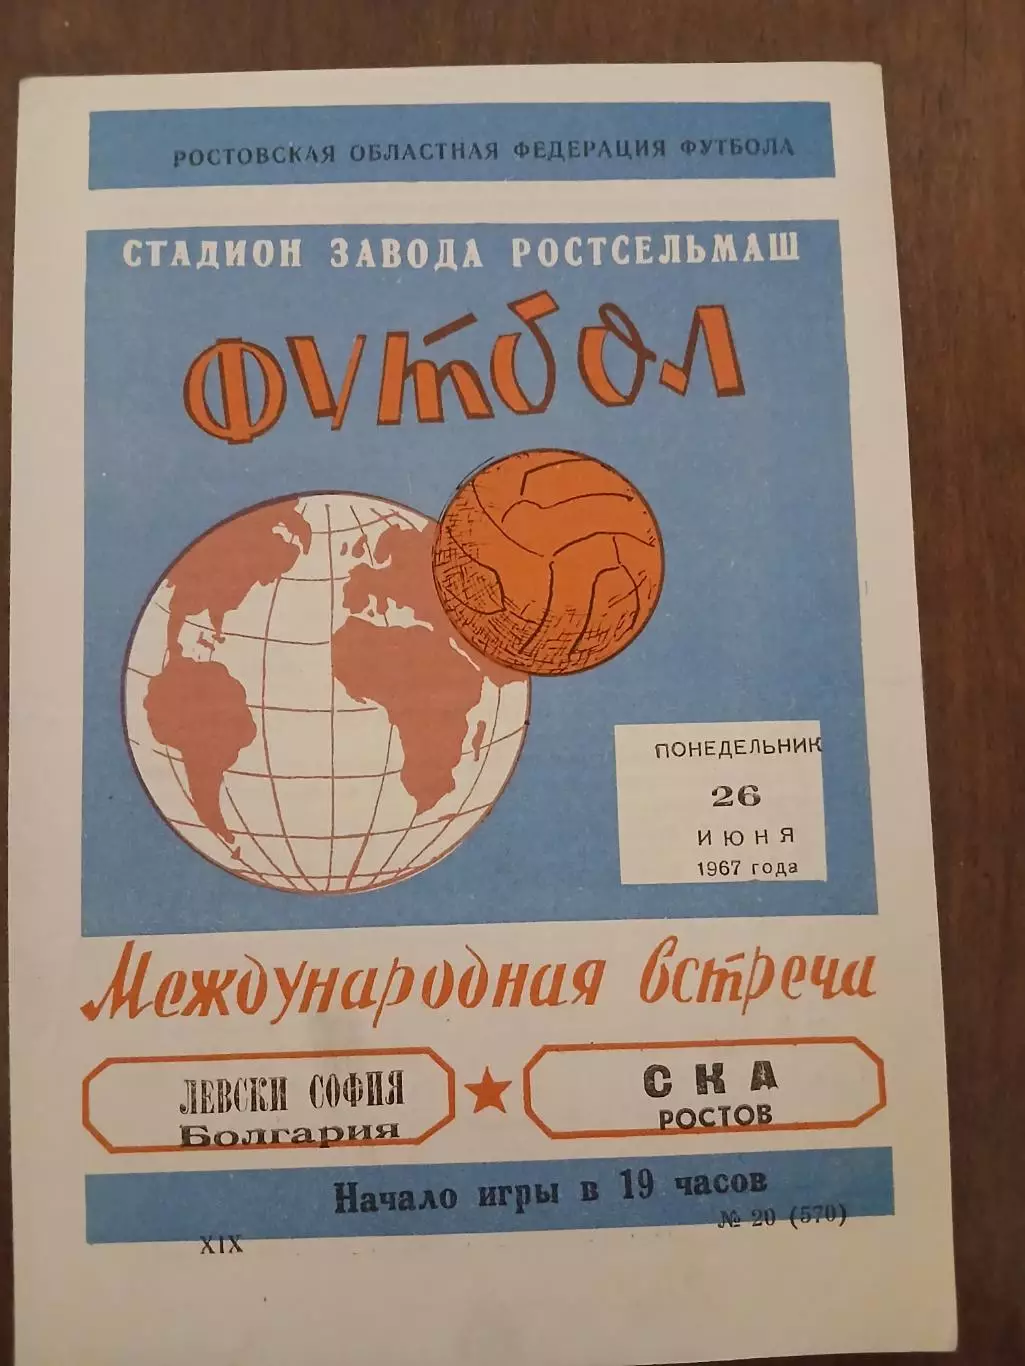 РОСТОВСКАЯ ОБЛАСТНАЯ ФЕДЕРАЦИЯ ФУТБОЛА
СТАДИОН ЗАВОДА РОСТСЕЛЬМАШ
ФУТБОЛ
ПОНЕДЕЛЬНИК
26
ИЮНЯ
1967 года
Международная встреча
ЛЕВСКИ СОФИЯ
Болгария
СКА
РОСТОВ
Начало игры в 19 часов
XIX
№ 20 (570)